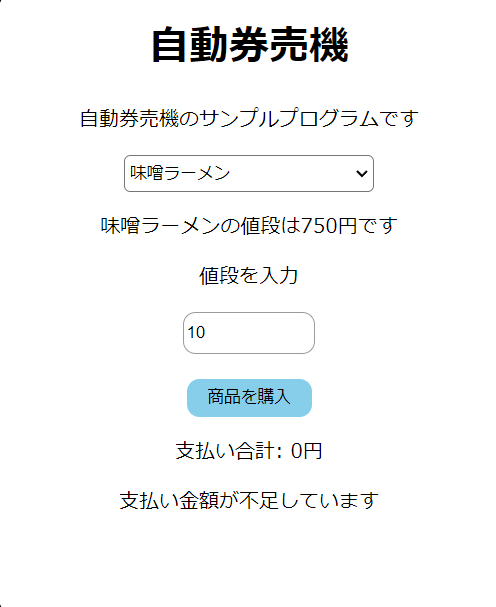 自動券売機
自動券売機のサンプルプログラムです
味噌ラーメン
味噌ラーメンの値段は750円です
値段を入力
10
商品を購入
支払い合計: 0円
支払い金額が不足しています